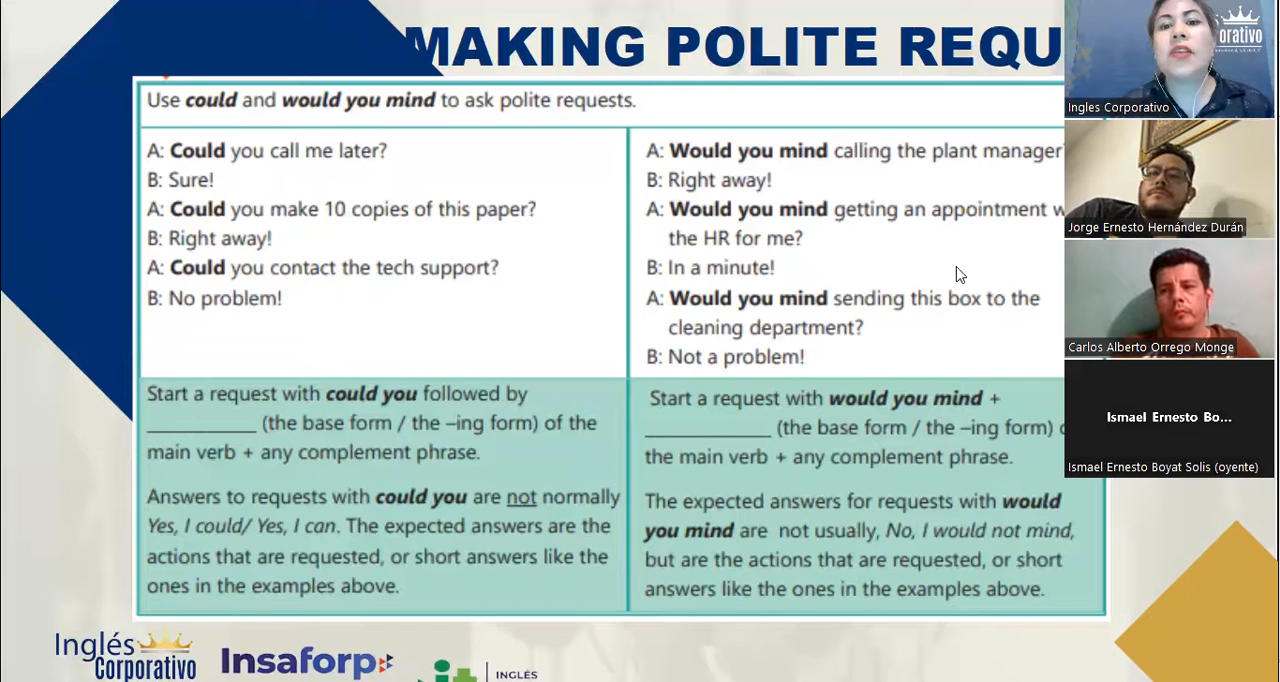 MAKING POLITE REQU
Use could and would you mind to ask polite requests.
A: Could you call me later?
B: Sure!
A: Could you make 10 copies of this paper?
B: Right away!
A: Could you contact the tech support?
B: No problem!
A: Would you mind calling the plant manager
B: Right away!
A: Would you mind getting an appointment
the HR for me?
B: In a minute!
A: Would you mind sending this box to the
cleaning department?
B: Not a problem!
Start a request with could you followed by
____________ (the base form / the –ing form) of the
main verb + any complement phrase.
Answers to requests with could you are not normally
Yes, I could/ Yes, I can. The expected answers are the
actions that are requested, or short answers like the
ones in the examples above.
Start a request with would you mind +
______________ (the base form / the –ing form)
the main verb + any complement phrase.
The expected answers for requests with would
you mind are not usually, No, I would not mind,
but are the actions that are requested, or short
answers like the ones in the examples above.
orativo
Ingles Corporativo
Jorge Ernesto Hernández Durán
Carlos Alberto Orrego Monge
Ismael Ernesto Bo...
Ismael Ernesto Boyat Solis (oyente)
Inglés
Corporativo
Insaforp
INGLÉS